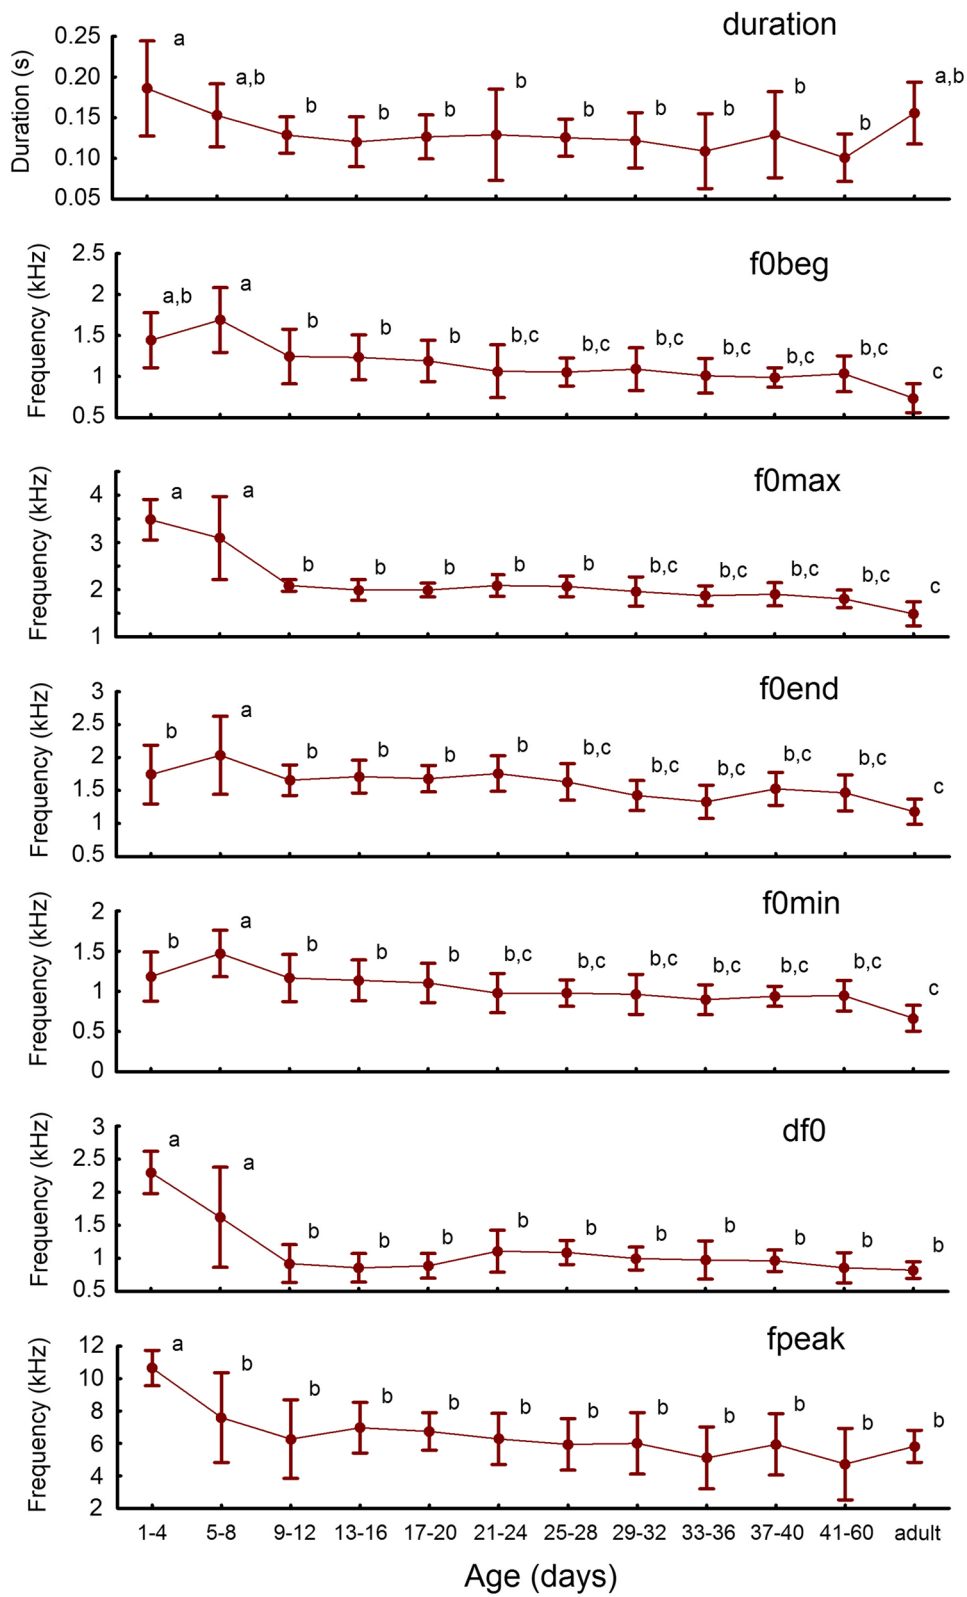 duration
Duration (s)
0.25
0.20
0.15
0.10
0.05
a
a,b
b
b
b
b
b
b
b
b
b
a,b
f0beg
Frequency (kHz)
2.5
2
1.5
1
0.5
a,b
a
b
b
b
b,c
b,c
b,c
b,c
b,c
b,c
c
f0max
Frequency (kHz)
4
3
2
1
a
a
b
b
b
b
b
b,c
b,c
b,c
b,c
c
f0end
Frequency (kHz)
3
2.5
2
1.5
1
0.5
b
a
b
b
b
b
b,c
b,c
b,c
b,c
b,c
c
f0min
Frequency (kHz)
2
1.5
1
0.5
0
b
a
b
b
b
b,c
b,c
b,c
b,c
b,c
b,c
c
df0
Frequency (kHz)
3
2.5
2
1.5
1
0.5
a
a
b
b
b
b
b
b
b
b
b
b
fpeak
Frequency (kHz)
12
10
8
6
4
2
a
b
b
b
b
b
b
b
b
b
b
b
1-4 5-8 9-12 13-16 17-20 21-24 25-28 29-32 33-36 37-40 41-60 adult
Age (days)